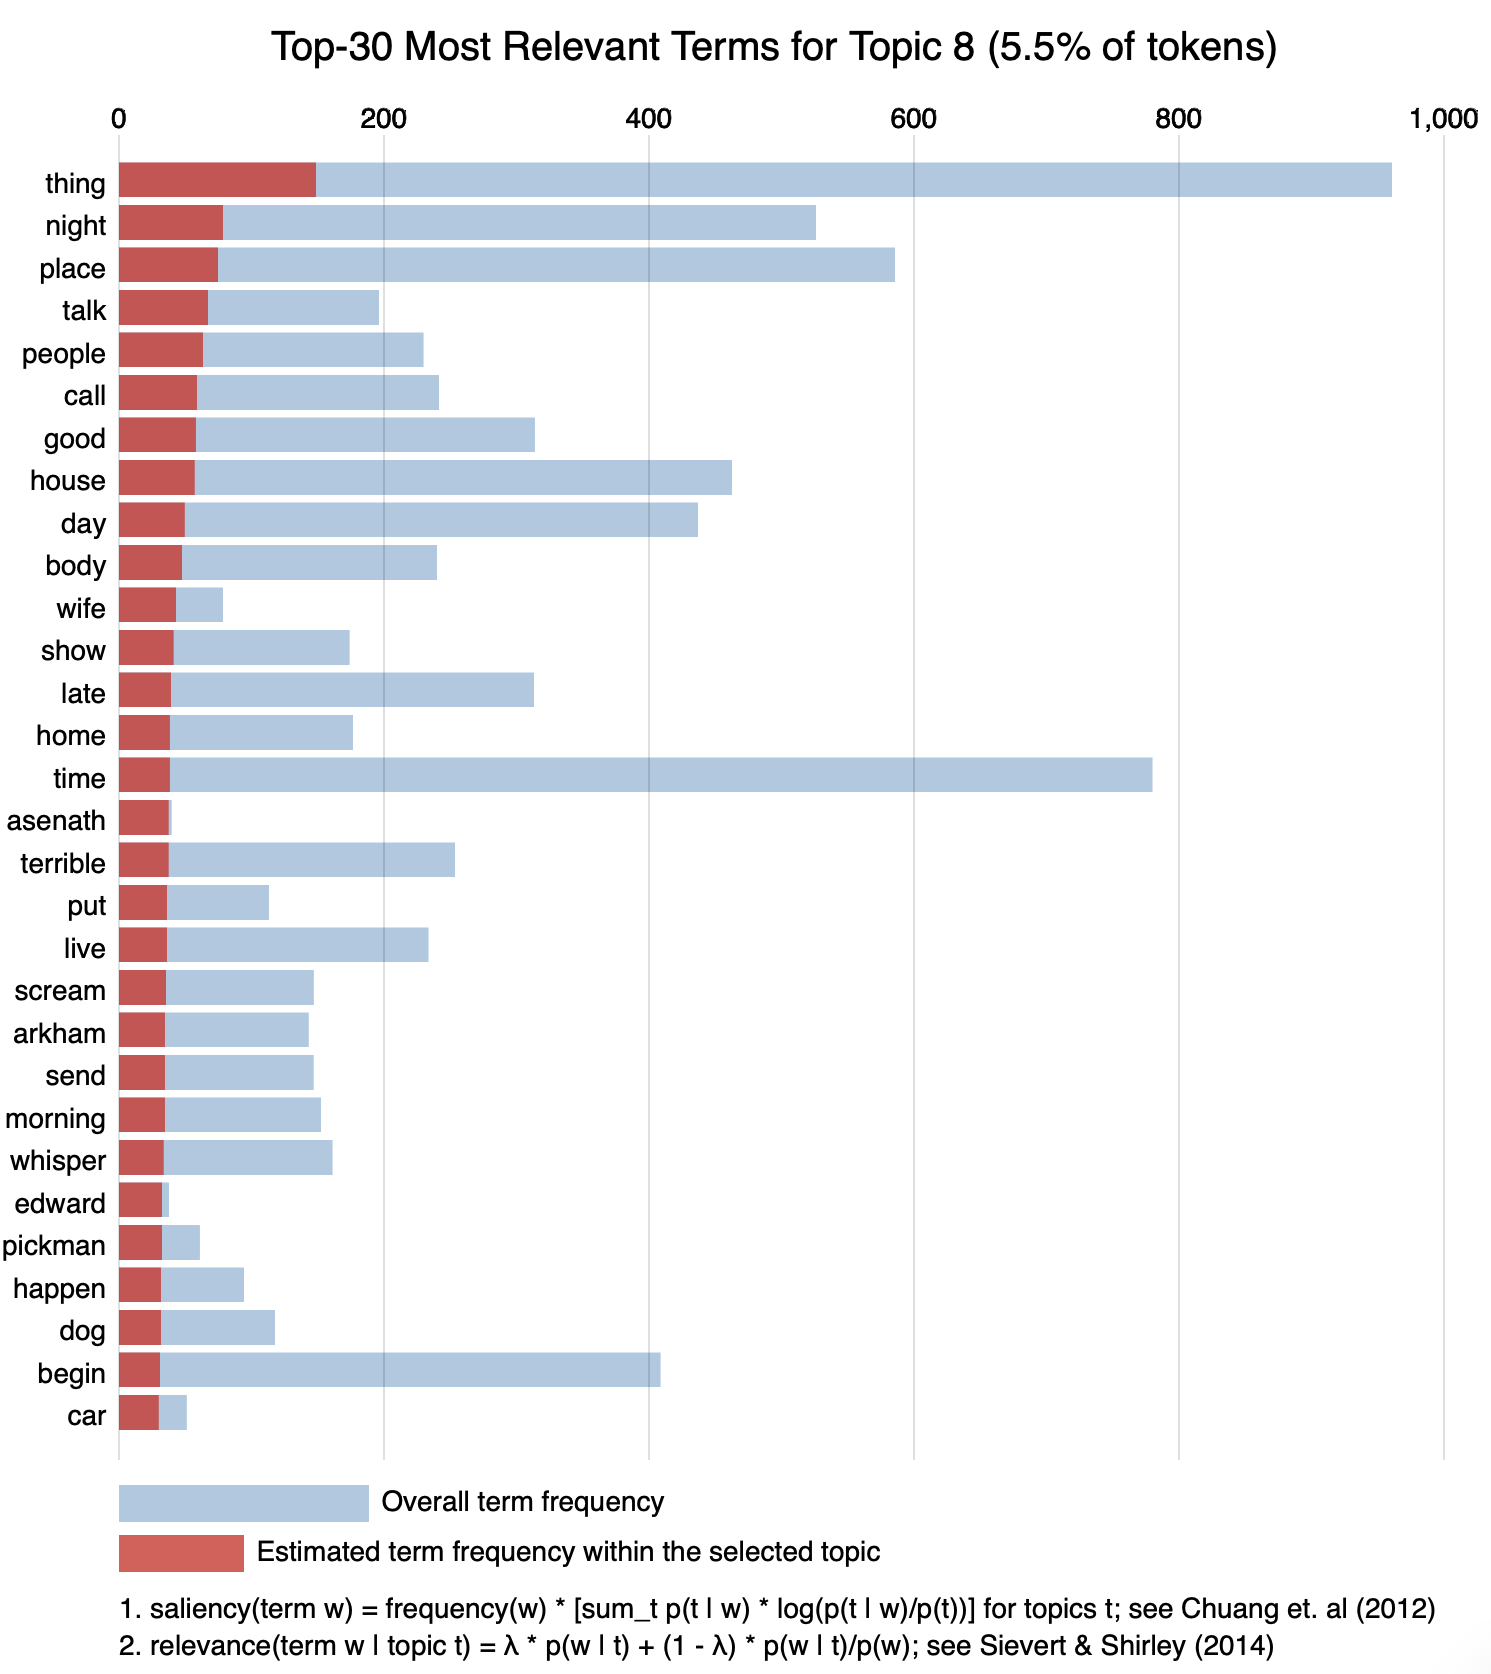 Top-30 Most Relevant Terms for Topic 8 (5.5% of tokens)
0 200 400 600 800 1,000
thing
night
place
talk
people
call
good
house
day
body
wife
show
late
home
time
asenath
terrible
put
live
scream
arkham
send
morning
whisper
edward
pickman
happen
dog
begin
car
Overall term frequency
Estimated term frequency within the selected topic
1. saliency(term w) = frequency(w) * [sum_t p(t | w) * log(p(t | w)/p(t))] for topics t; see Chuang et. al (2012)
2. relevance(term w | topic t) = λ * p(w | t) + (1 - λ) * p(w | t)/p(w); see Sievert & Shirley (2014)